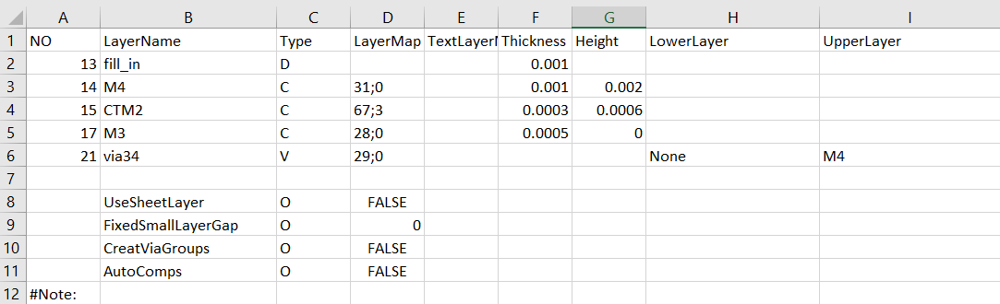 A B C D E F G H I
1 NO LayerName Type LayerMap TextLayerM Thickness Height LowerLayer UpperLayer
2 13 fill_in D 0.001
3 14 M4 C 31;0 0.001 0.002
4 15 CTM2 C 67;3 0.0003 0.0006
5 17 M3 C 28;0 0.0005 0
6 21 via34 V 29;0 None M4
7
8 UseSheetLayer O FALSE
9 FixedSmallLayerGap O 0
10 CreatViaGroups O FALSE
11 AutoComps O FALSE
12 #Note: